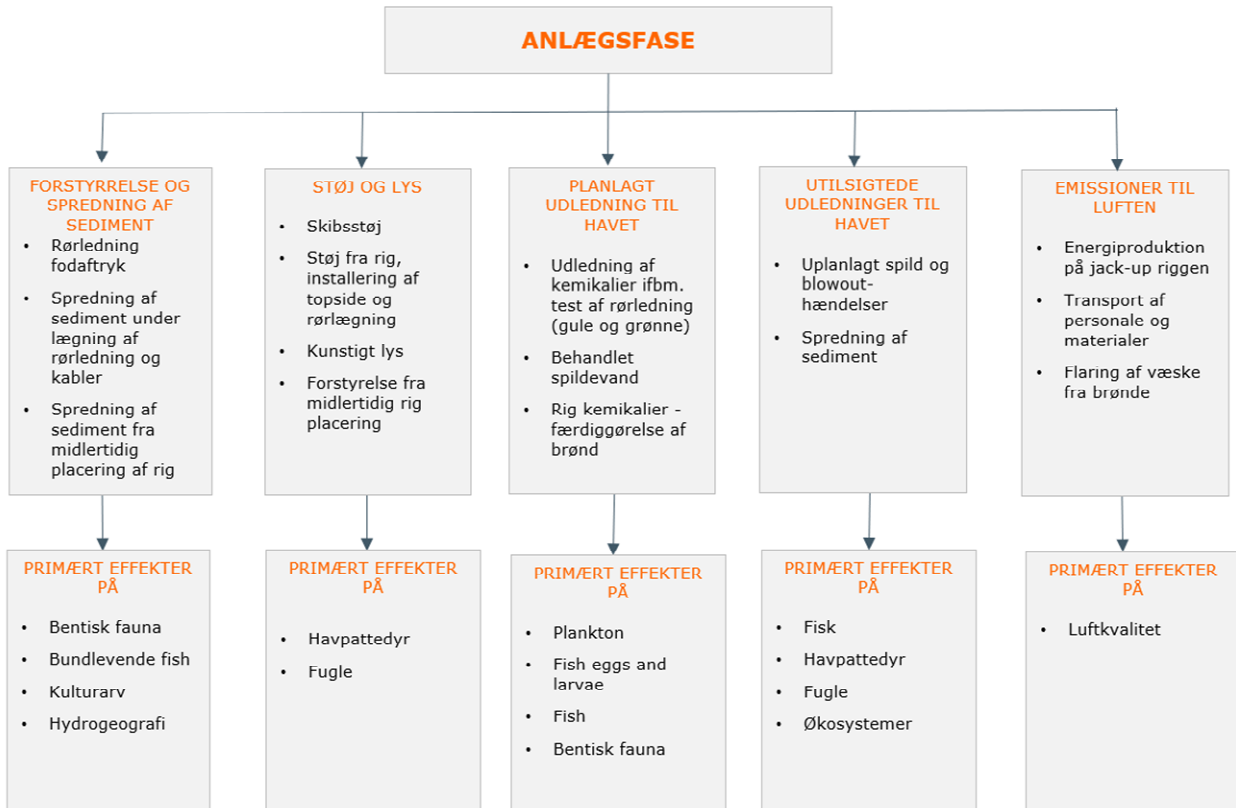 ANLÆGSFASE
FORSTYRRELSE OG
SPREDNING AF
SEDIMENT
• Rørledning
fodaftryk
• Spredning af
sediment under
lægning af
rørledning og
kabler
• Spredning af
sediment fra
midlertidig
placering af rig
STØJ OG LYS
• Skibsstøj
• Støj fra rig,
installering af
topside og
rørlægning
• Kunstigt lys
• Forstyrelse fra
midlertidig rig
placering
PLANLAGT
UDLEDNING TIL
HAVET
• Udledning af
kemikalier ifbm.
test af rørledning
(gule og grønne)
• Behandlet
spildevand
• Rig kemikalier -
færdiggørelse af
brønd
UTILSIGTEDE
UDLEDNINGER TIL
HAVET
• Uplanlagt spild og
blowout-
hændelser
• Spredning af
sediment
EMISSIONER TIL
LUFTEN
• Energiproduktion
på jack-up riggen
• Transport af
personale og
materialer
• Flaring af væske
fra brønde
PRIMÆRT EFFEKTER
PÅ
• Bentisk fauna
• Bundlevende fish
• Kulturarv
• Hydrogeografi
PRIMÆRT EFFEKTER
PÅ
• Havpattedyr
• Fugle
PRIMÆRT EFFEKTER
PÅ
• Plankton
• Fish eggs and
larvae
• Fish
• Bentisk fauna
PRIMÆRT EFFEKTER
PÅ
• Fisk
• Havpattedyr
• Fugle
• Økosystemer
PRIMÆRT EFFEKTER
PÅ
• Luftkvalitet